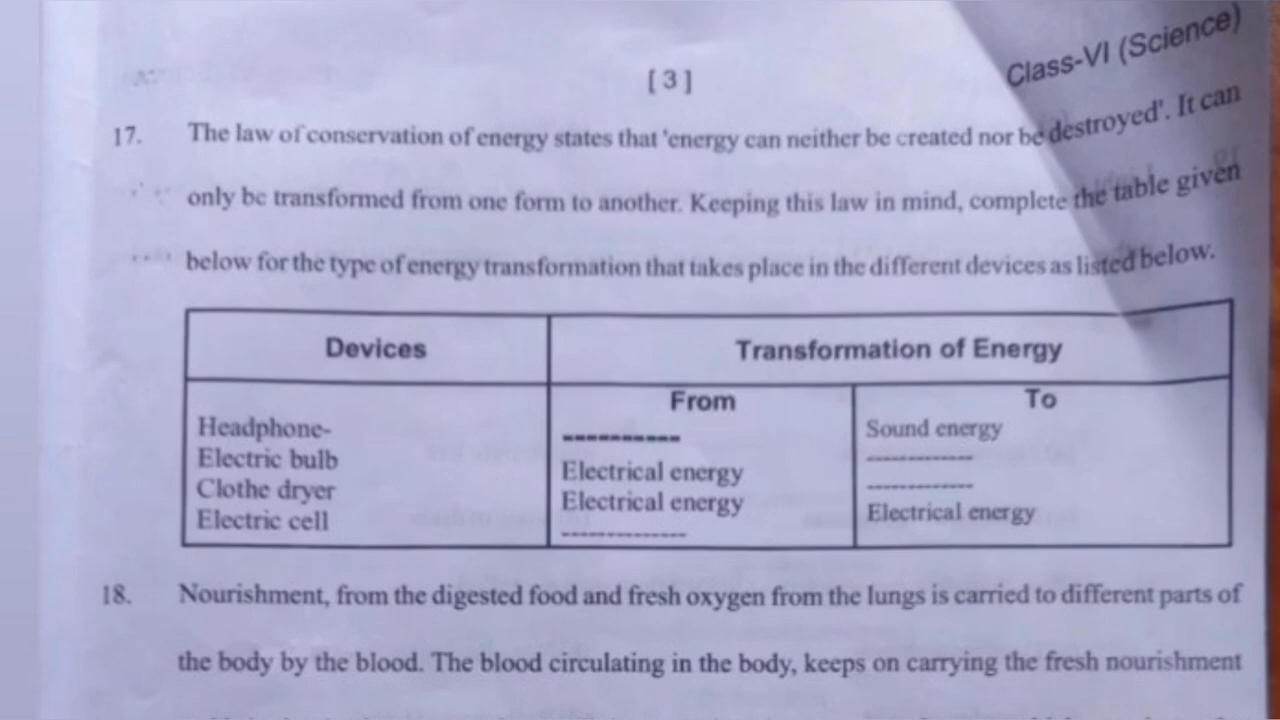 [3]
Class-VI (Science)
17. The law of conservation of energy states that 'energy can neither be created nor be destroyed'. It can
only be transformed from one form to another. Keeping this law in mind, complete the table given
below for the type of energy transformation that takes place in the different devices as listed below.
Devices Transformation of Energy
From To
Headphone- ---------- Sound energy
Electric bulb Electrical energy -------------
Clothe dryer Electrical energy -------------
Electric cell -------------- Electrical energy
18. Nourishment, from the digested food and fresh oxygen from the lungs is carried to different parts of
the body by the blood. The blood circulating in the body, keeps on carrying the fresh nourishment